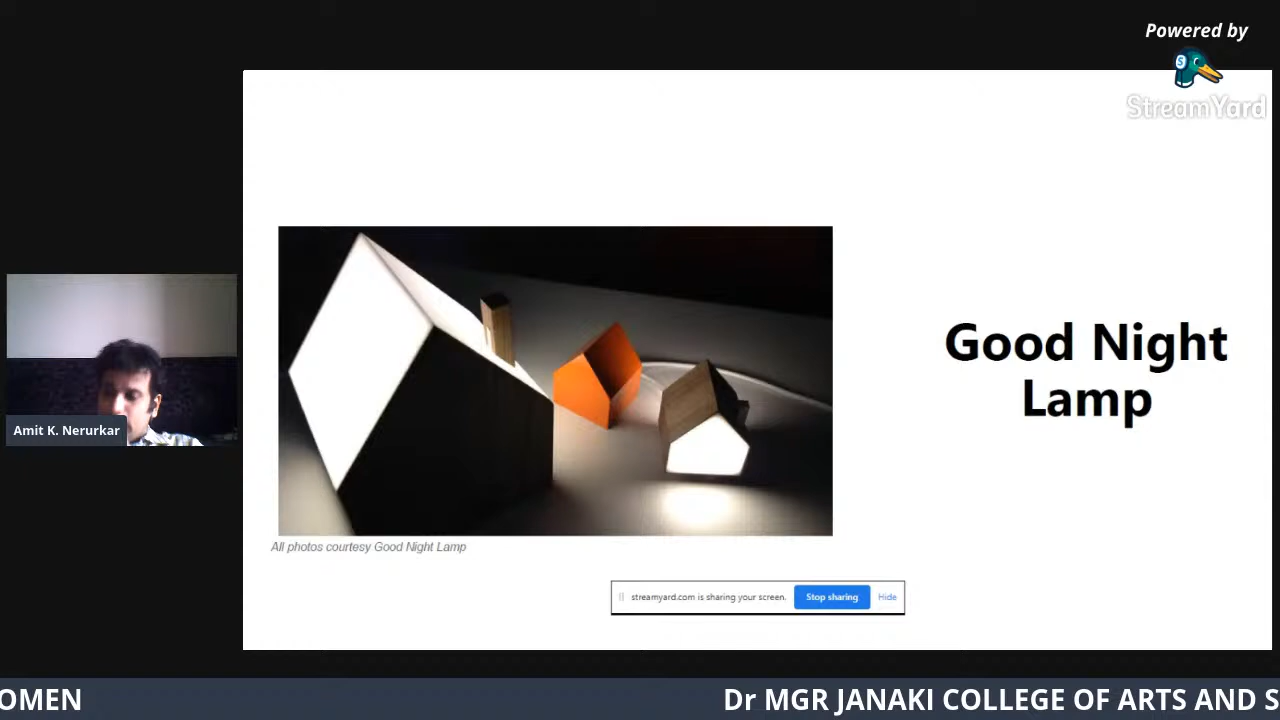 Powered by
StreamYard
Good Night
Lamp
Amit K. Nerurkar
All photos courtesy Good Night Lamp
streamyard.com is sharing your screen. Stop sharing Hide
OMEN Dr MGR JANAKI COLLEGE OF ARTS AND S